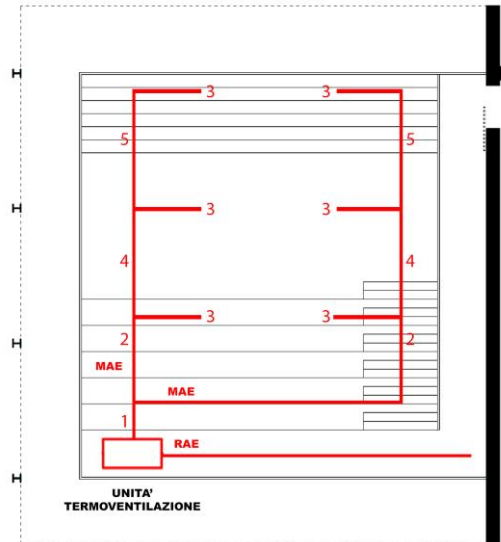 3 3
5 5
3 3
4 4
3 3
2 2
MAE
MAE
1
RAE
UNITA'
TERMOVENTILAZIONE